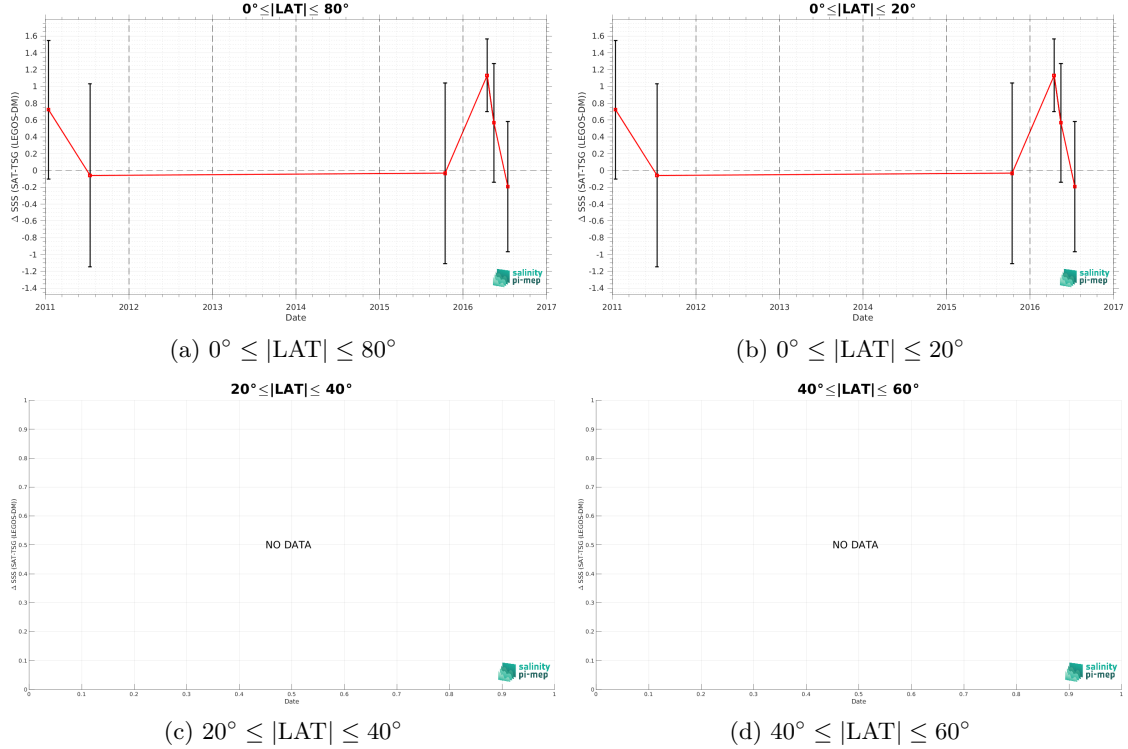 0°≤|LAT|≤ 80°
Δ SSS (SAT-TSG (LEGOS-DM))
1.6
1.4
1.2
1
0.8
0.6
0.4
0.2
0
-0.2
-0.4
-0.6
-0.8
-1
-1.2
-1.4
2011 2012 2013 2014 2015 2016 2017
Date
salinity
pi-mep
(a) 0° ≤ |LAT| ≤ 80°
0°≤|LAT|≤ 20°
Δ SSS (SAT-TSG (LEGOS-DM))
1.6
1.4
1.2
1
0.8
0.6
0.4
0.2
0
-0.2
-0.4
-0.6
-0.8
-1
-1.2
-1.4
2011 2012 2013 2014 2015 2016 2017
Date
salinity
pi-mep
(b) 0° ≤ |LAT| ≤ 20°
20°≤|LAT|≤ 40°
Δ SSS (SAT-TSG (LEGOS-DM))
1
0.9
0.8
0.7
0.6
0.5
0.4
0.3
0.2
0.1
0
NO DATA
0 0.1 0.2 0.3 0.4 0.5 0.6 0.7 0.8 0.9 1
Date
salinity
pi-mep
(c) 20° ≤ |LAT| ≤ 40°
40°≤|LAT|≤ 60°
Δ SSS (SAT-TSG (LEGOS-DM))
1
0.9
0.8
0.7
0.6
0.5
0.4
0.3
0.2
0.1
0
NO DATA
0 0.1 0.2 0.3 0.4 0.5 0.6 0.7 0.8 0.9 1
Date
salinity
pi-mep
(d) 40° ≤ |LAT| ≤ 60°